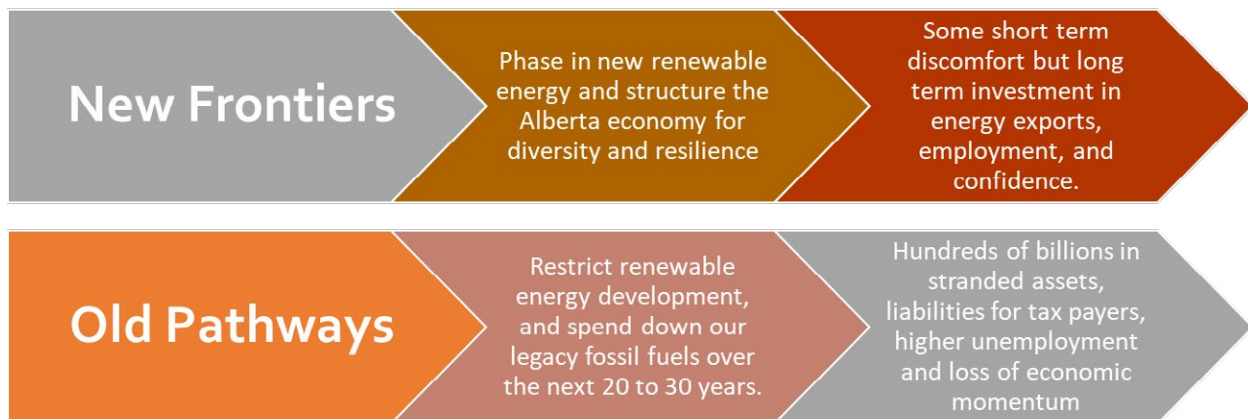 New Frontiers
Phase in new renewable
energy and structure the
Alberta economy for
diversity and resilience
Some short term
discomfort but long
term investment in
energy exports,
employment, and
confidence.
Old Pathways
Restrict renewable
energy development,
and spend down our
legacy fossil fuels over
the next 20 to 30 years.
Hundreds of billions in
stranded assets,
liabilities for tax payers,
higher unemployment
and loss of economic
momentum